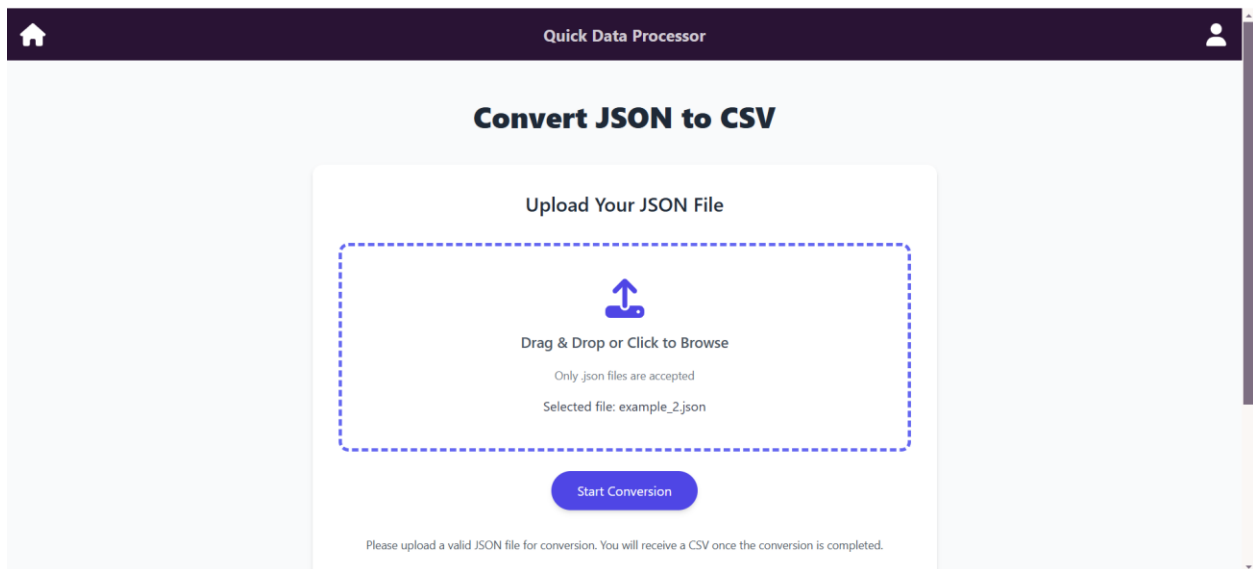 Quick Data Processor
Convert JSON to CSV
Upload Your JSON File
Drag & Drop or Click to Browse
Only .json files are accepted
Selected file: example_2.json
Start Conversion
Please upload a valid JSON file for conversion. You will receive a CSV once the conversion is completed.